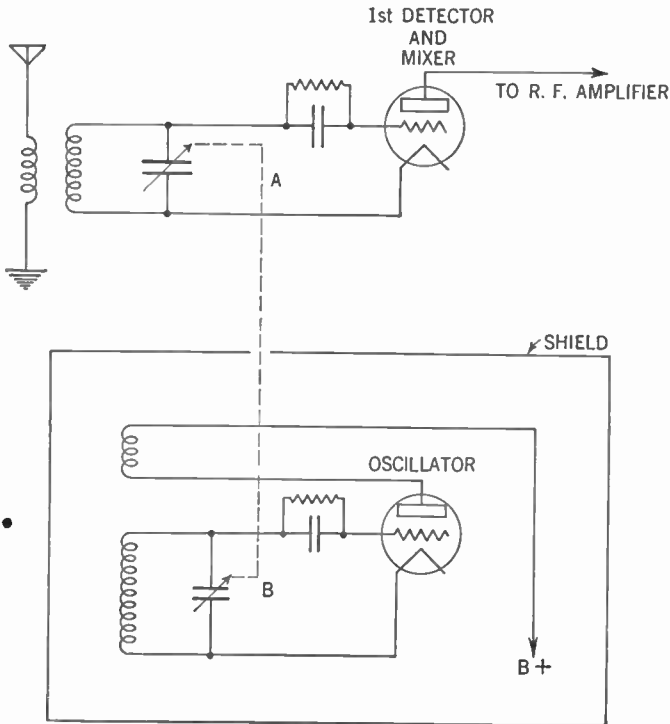 1st DETECTOR
AND
MIXER
TO R. F. AMPLIFIER
A
SHIELD
OSCILLATOR
B
B+